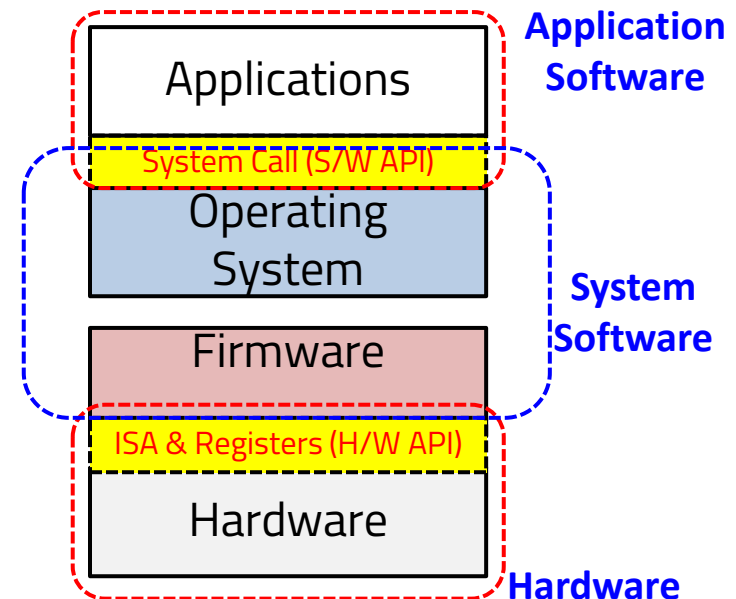 Application
Software
Applications
System Call (S/W API)
Operating
System
System
Software
Firmware
ISA & Registers (H/W API)
Hardware
Hardware